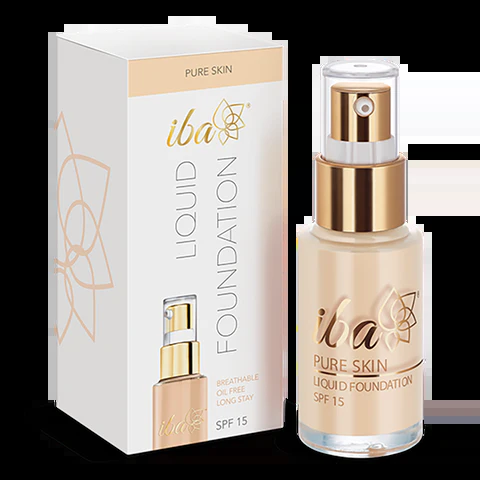 PURE SKIN
iba®
LIQUID
FOUNDATION
BREATHABLE
OIL FREE
LONG STAY
SPF 15
iba
iba®
PURE SKIN
LIQUID FOUNDATION
SPF 15